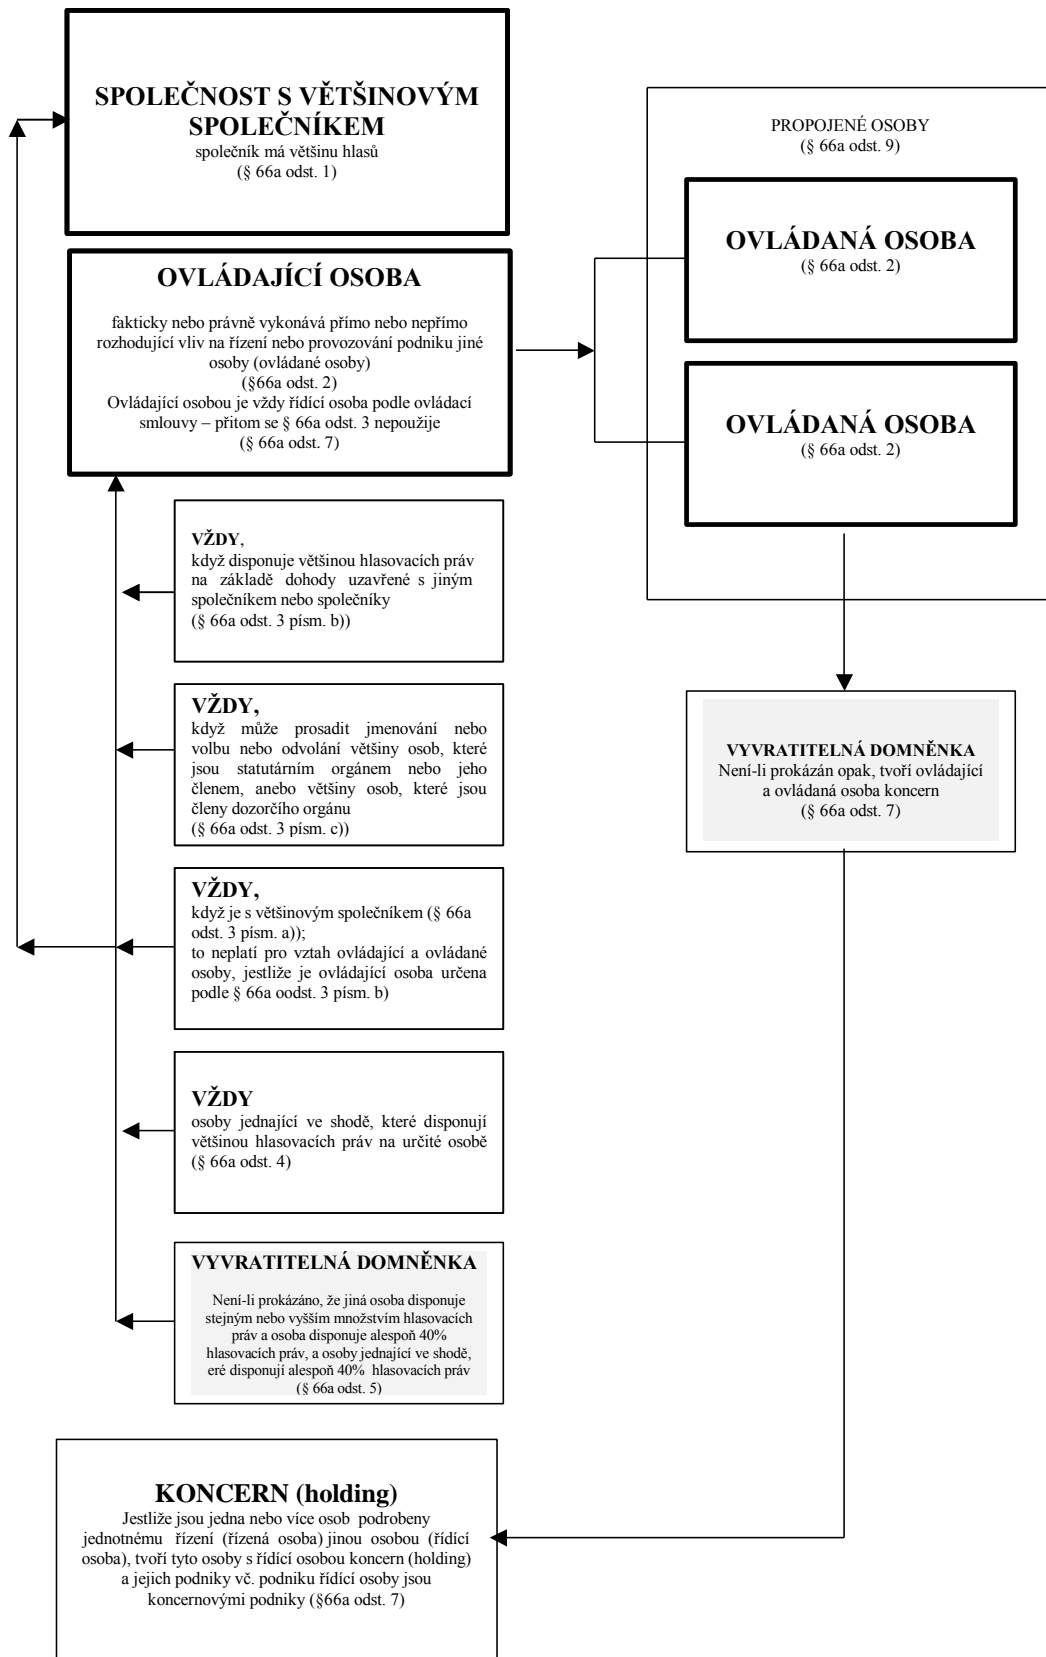 SPOLEČNOST S VĚTŠINOVÝM
SPOLEČNÍKEM
společník má většinu hlasů
(§ 66a odst. 1)
PROPOJENÉ OSOBY
(§ 66a odst. 9)
OVLÁDANÁ OSOBA
(§ 66a odst. 2)
OVLÁDAJÍCÍ OSOBA
fakticky nebo právně vykonává přímo nebo nepřímo
rozhodující vliv na řízení nebo provozování podniku jiné
osoby (ovládané osoby)
(§66a odst. 2)
Ovládající osobou je vždy řídící osoba podle ovládací
smlouvy – přitom se § 66a odst. 3 nepoužije
(§ 66a odst. 7)
OVLÁDANÁ OSOBA
(§ 66a odst. 2)
VŽDY,
když disponuje většinou hlasovacích práv
na základě dohody uzavřené s jiným
společníkem nebo společníky
(§ 66a odst. 3 písm. b))
VŽDY,
když může prosadit jmenování nebo
volbu nebo odvolání většiny osob, které
jsou statutárním orgánem nebo jeho
členem, anebo většiny osob, které jsou
členy dozorčího orgánu
(§ 66a odst. 3 písm. c))
VYVRATITELNÁ DOMNĚNKA
Není-li prokázán opak, tvoří ovládající
a ovládaná osoba koncern
(§ 66a odst. 7)
VŽDY,
když je s většinovým společníkem (§ 66a
odst. 3 písm. a));
to neplatí pro vztah ovládající a ovládané
osoby, jestliže je ovládající osoba určena
podle § 66a oodst. 3 písm. b)
VŽDY
osoby jednající ve shodě, které disponují
většinou hlasovacích práv na určité osobě
(§ 66a odst. 4)
VYVRATITELNÁ DOMNĚNKA
Není-li prokázáno, že jiná osoba disponuje
stejným nebo vyšším množstvím hlasovacích
práv a osoba disponuje alespoň 40%
hlasovacích práv, a osoby jednající ve shodě,
eré disponují alespoň 40% hlasovacích práv
(§ 66a odst. 5)
KONCERN (holding)
Jestliže jsou jedna nebo více osob podrobeny
jednotnému řízení (řízená osoba) jinou osobou (řídící
osoba), tvoří tyto osoby s řídící osobou koncern (holding)
a jejich podniky vč. podniku řídící osoby jsou
koncernovými podniky (§66a odst. 7)